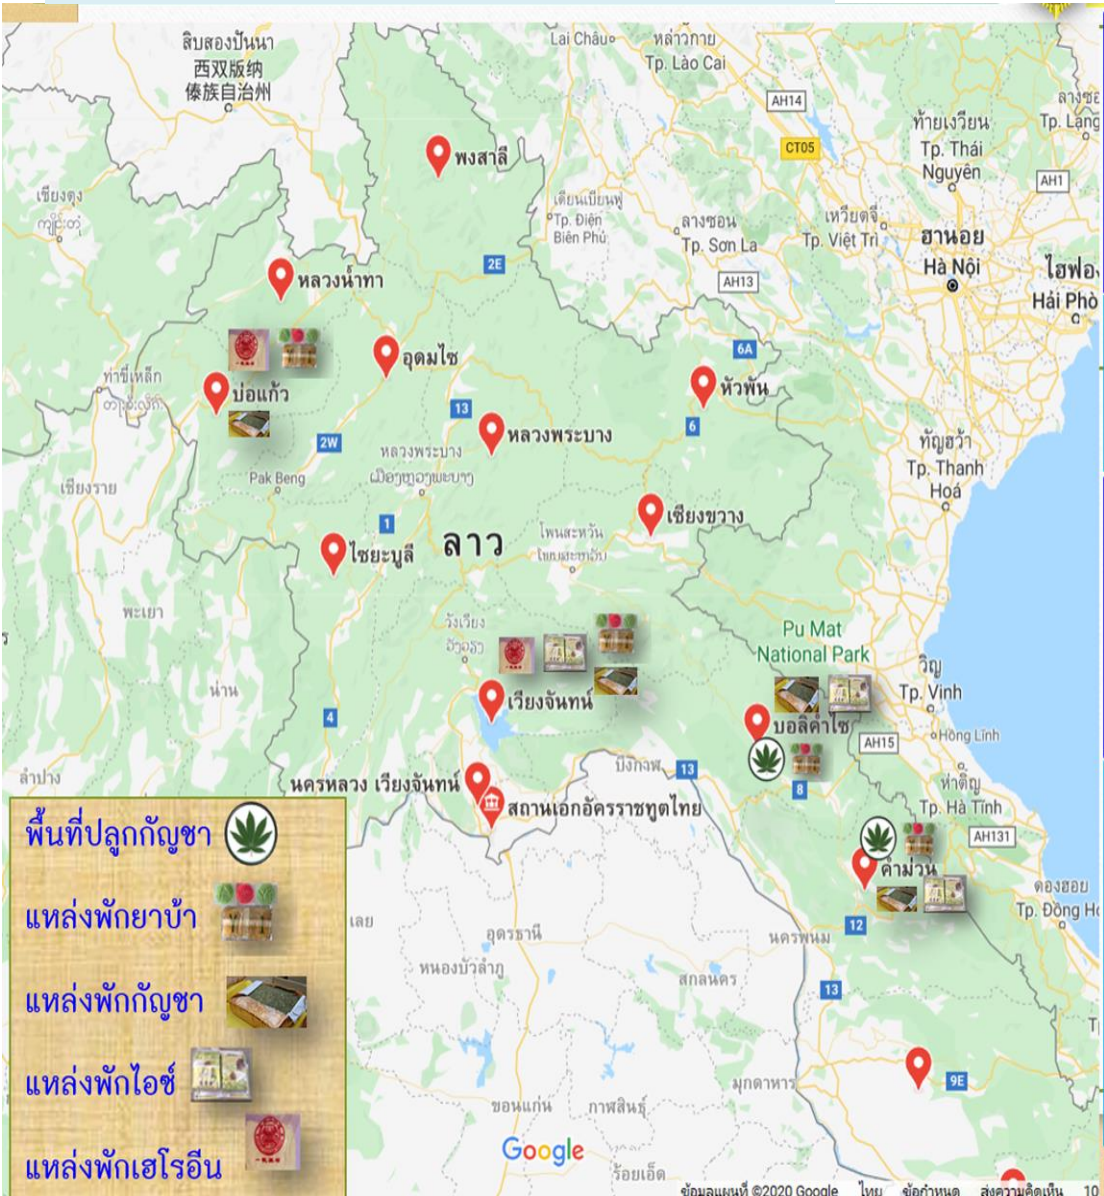 สิบสองปันนา
西双版纳
傣族自治州
Lai Châu
หล่าวกาย
Tp. Lào Cai
AH14
CT05
ท้ายเงวียน
Tp. Thái
Nguyên
AH1
พงสาลี
เชียงตุง
ကျိုင်းတုံ
เดียนเบียนฟู
Tp. Điện
Biên Phủ
ลางซอน
Tp. Sơn La
เหวียตจี
Tp. Việt Trì
ฮานอย
Hà Nội
2E
AH13
หลวงน้ำทา
6A
อุดมไซ
หัวพัน
ท่าขี้เหล็ก
บ่อแก้ว
13
6
2W
หลวงพระบาง
หลวงพระบาง
ທັญฮว้า
Tp. Thanh
Hoá
Pak Beng
เชียงราย
เชียงขวาง
1
ลาว
โพนสะหวัน
ไชยะบูลี
พะเยา
วังเวียง
Pu Mat
National Park
วิญ
Tp. Vinh
น่าน
เวียงจันทน์
4
บอลิคำไซ
AH15
Hồng Lĩnh
ลำปาง
นครหลวง เวียงจันทน์
บึงกาฬ
13
8
ห่าติ๋ญ
Tp. Hà Tĩnh
สถานเอกอัครราชทูตไทย
AH131
พื้นที่ปลูกกัญชา
คำม่วน
ดองฮอย
แหล่งพักยาบ้า
เลย
อุดรธานี
12
นครพนม
หนองบัวลำภู
สกลนคร
13
แหล่งพักกัญชา
แหล่งพักไอซ์
มุกดาหาร
9E
ขอนแก่น
กาฬสินธุ์
แหล่งพักเฮโรอีน
Google
ร้อยเอ็ด
ข้อมูลแผนที่ ©2020 Google ไทย ข้อกำหนด ส่งความคิดเห็น 10